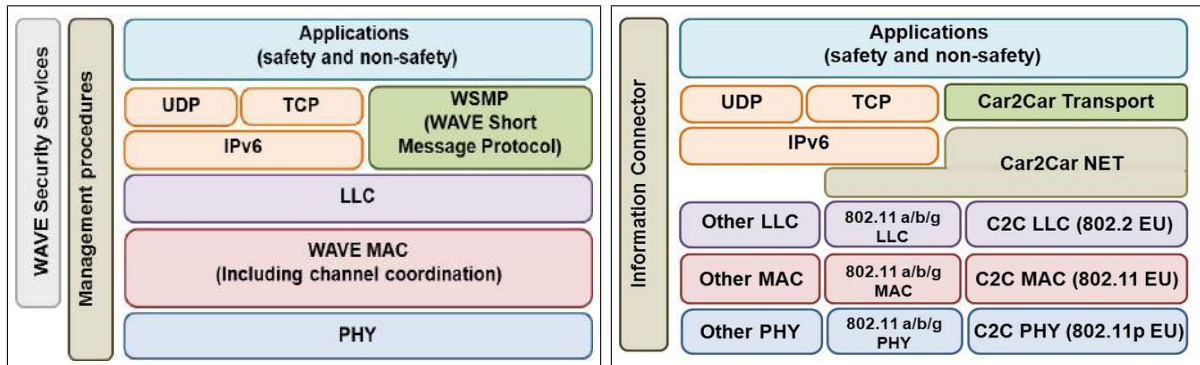 WAVE Security Services
Management procedures
Applications
(safety and non-safety)
UDP
TCP
WSMP
(WAVE Short
Message Protocol)
IPv6
LLC
WAVE MAC
(Including channel coordination)
PHY
Information Connector
Applications
(safety and non-safety)
UDP
TCP
Car2Car Transport
IPv6
Car2Car NET
Other LLC
802.11 a/b/g
LLC
C2C LLC (802.2 EU)
Other MAC
802.11 a/b/g
MAC
C2C MAC (802.11 EU)
Other PHY
802.11 a/b/g
PHY
C2C PHY (802.11p EU)